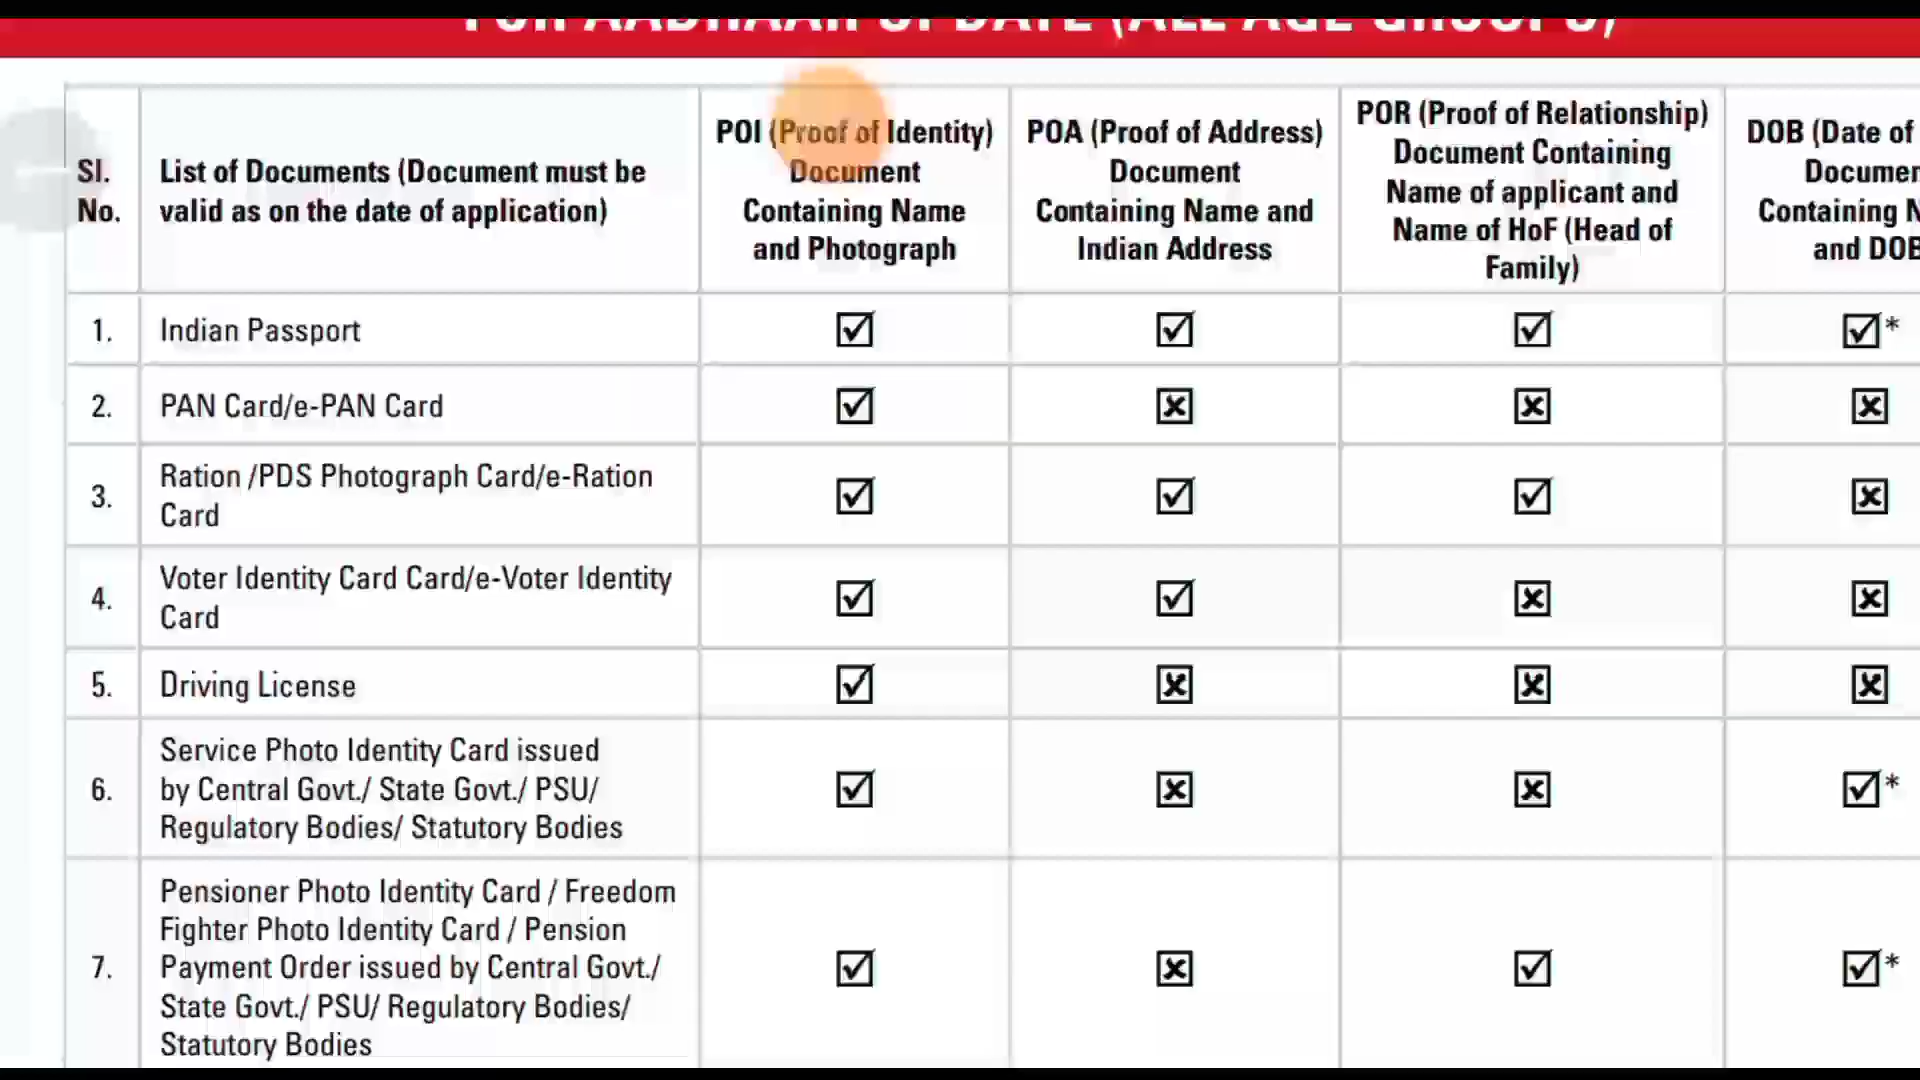 FOR AADHAAR UPDATE (ALL AGE GROUPS)
Sl.
No.
List of Documents (Document must be
valid as on the date of application)
POI (Proof of Identity)
Document
Containing Name
and Photograph
POA (Proof of Address)
Document
Containing Name and
Indian Address
POR (Proof of Relationship)
Document Containing
Name of applicant and
Name of HoF (Head of
Family)
DOB (Date of
Containing
and DOB
1.
Indian Passport
*
2.
PAN Card/e-PAN Card
3.
Ration /PDS Photograph Card/e-Ration
Card
4.
Voter Identity Card Card/e-Voter Identity
Card
5.
Driving License
6.
Service Photo Identity Card issued
by Central Govt./ State Govt./ PSU/
Regulatory Bodies/ Statutory Bodies
*
7.
Pensioner Photo Identity Card / Freedom
Fighter Photo Identity Card / Pension
Payment Order issued by Central Govt./
State Govt./ PSU/ Regulatory Bodies/
Statutory Bodies
*